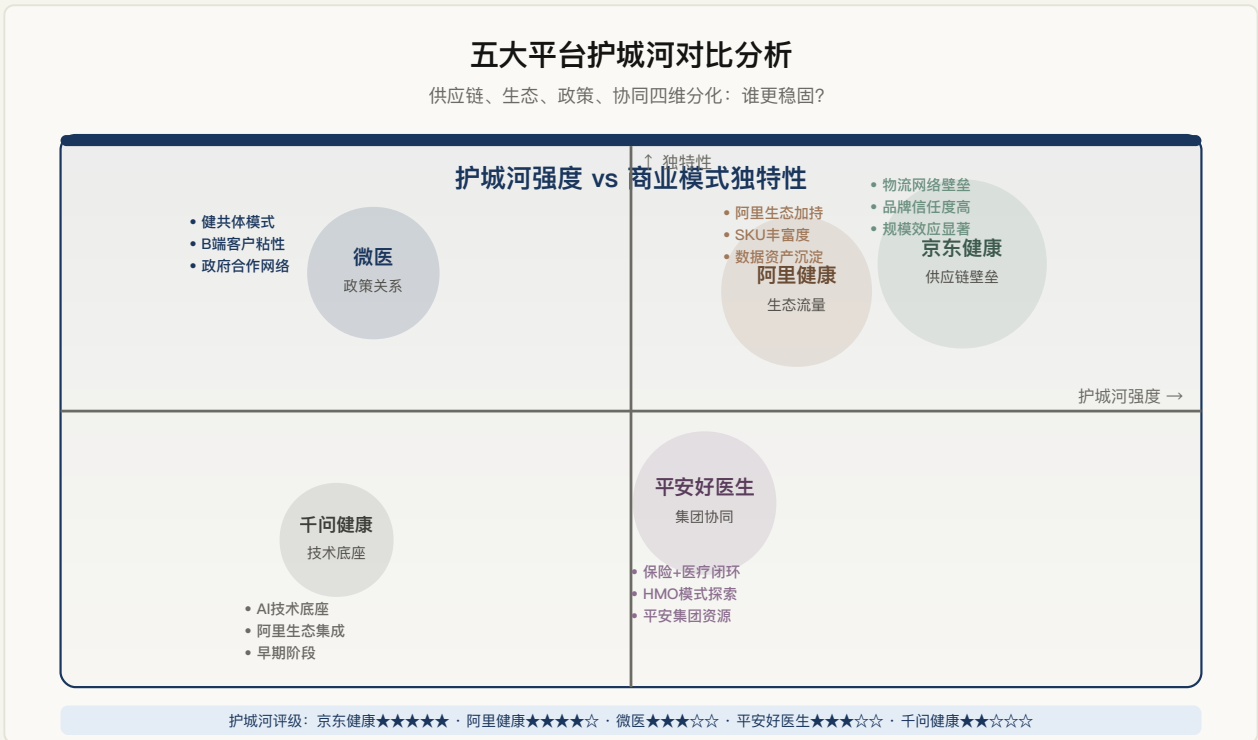 五大平台护城河对比分析
供应链、生态、政策、协同四维分化：谁更稳固?
↑ 独特性
护城河强度 vs 商业模式独特性
• 健共体模式
• B端客户粘性
• 政府合作网络
微医
政策关系
• 阿里生态加持
• SKU丰富度
• 数据资产沉淀
阿里健康
生态流量
• 物流网络壁垒
• 品牌信任度高
• 规模效应显著
京东健康
供应链壁垒
护城河强度 →
千问健康
技术底座
• AI技术底座
• 阿里生态集成
• 早期阶段
平安好医生
集团协同
• 保险+医疗闭环
• HMO模式探索
• 平安集团资源
护城河评级：京东健康★★★★★ · 阿里健康★★★★☆ · 微医★★★☆☆ · 平安好医生★★★☆☆ · 千问健康★★☆☆☆